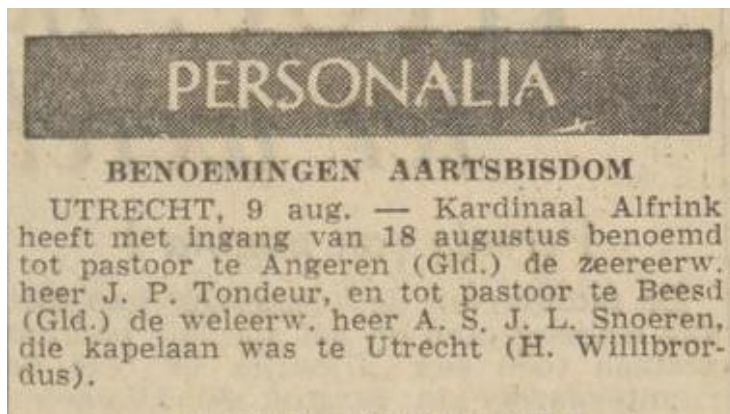 PERSONALIA
BENOEMINGEN AARTSBISDOM
UTRECHT, 9 aug. — Kardinaal Alfrink
heeft met ingang van 18 augustus benoemd
tot pastoor te Angeren (Gld.) de zeereerw.
heer J. P. Tondeur, en tot pastoor te Beesd
(Gld.) de weleerw. heer A. S. J. L. Snoeren,
die kapelaan was te Utrecht (H. Willibror-
dus).